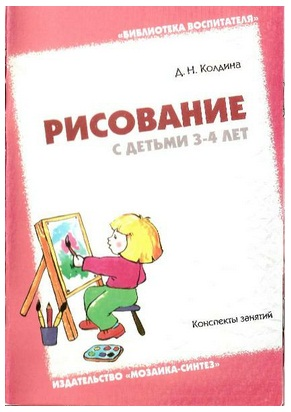 «БИБЛИОТЕКА ВОСПИТАТЕЛЯ»
Д. Н. Колдина
РИСОВАНИЕ
С ДЕТЬМИ 3-4 ЛЕТ
Конспекты занятий
ИЗДАТЕЛЬСТВО «МОЗАИКА-СИНТЕЗ»